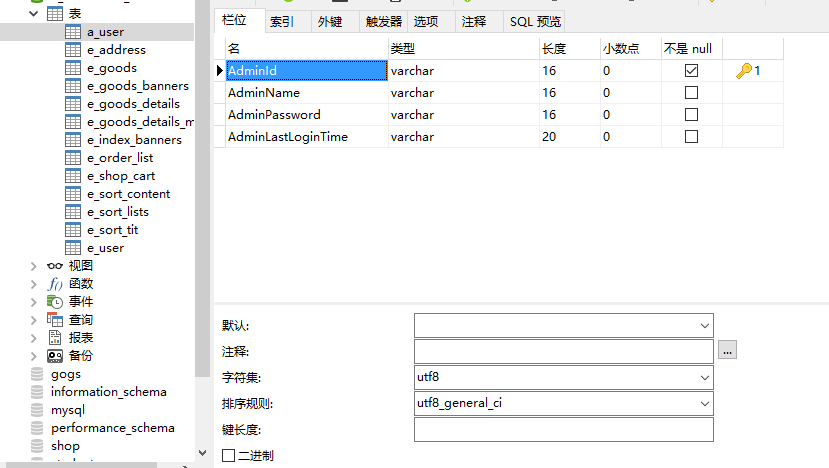 表
a_user
e_address
e_goods
e_goods_banners
e_goods_details
e_goods_details_m
e_index_banners
e_order_list
e_shop_cart
e_sort_content
e_sort_lists
e_sort_tit
e_user
视图
函数
事件
查询
报表
备份
gogs
information_schema
mysql
performance_schema
shop
栏位 索引 外键 触发器 选项 注释 SQL 预览
名 类型 长度 小数点 不是 null
AdminId varchar 16 0 1
AdminName varchar 16 0
AdminPassword varchar 16 0
AdminLastLoginTime varchar 20 0
默认:
注释: ...
字符集: utf8
排序规则: utf8_general_ci
键长度:
二进制